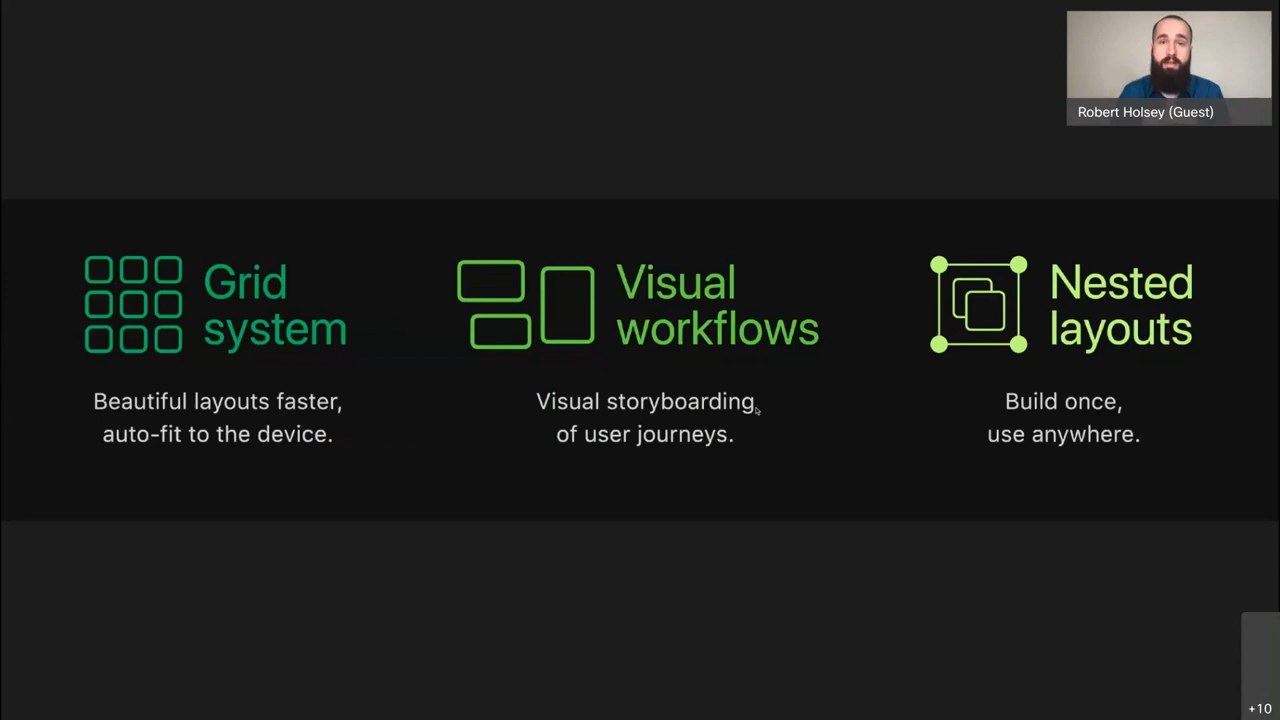 Robert Holsey (Guest)
Grid
system
Visual
workflows
Nested
layouts
Beautiful layouts faster,
auto-fit to the device.
Visual storyboarding
of user journeys.
Build once,
use anywhere.
+10